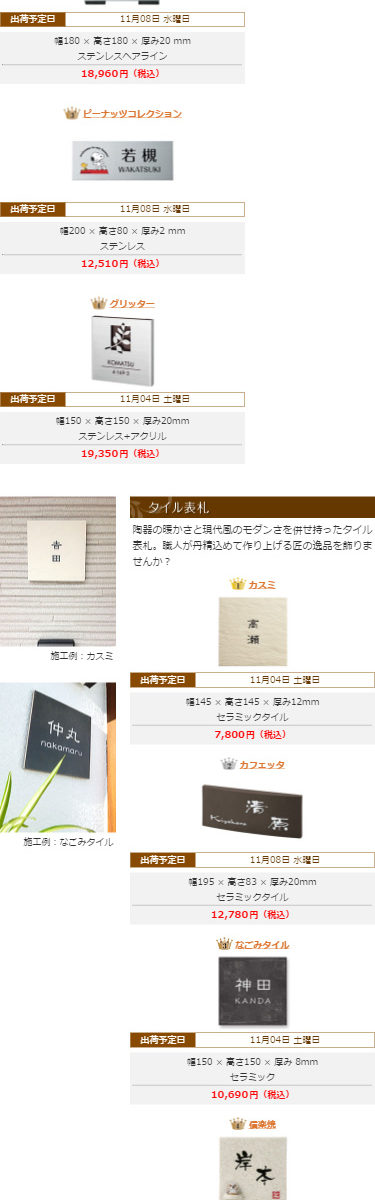 出荷予定日 11月08日 水曜日
幅180 × 高さ180 × 厚み20 mm
ステンレスヘアライン
18,960円（税込）
3 ピーナッツコレクション
若槻
WAKATSUKI
出荷予定日 11月08日 水曜日
幅200 × 高さ80 × 厚み2 mm
ステンレス
12,510円（税込）
グリッター
KOMATSU
4-169-2
出荷予定日 11月04日 土曜日
幅150 × 高さ150 × 厚み20mm
ステンレス+アクリル
19,350円（税込）
吉田
施工例：カスミ
仲丸
nakamaru
施工例：なごみタイル
タイル表札
陶器の暖かさと現代風のモダンさを併せ持ったタイル
表札。職人が丹精込めて作り上げる匠の逸品を飾りま
せんか？
1 カスミ
高瀬
出荷予定日 11月04日 土曜日
幅145 × 高さ145 × 厚み12mm
セラミックタイル
7,800円（税込）
2 カフェッタ
清原
Kiyohara
出荷予定日 11月08日 水曜日
幅195 × 高さ83 × 厚み20mm
セラミックタイル
12,780円（税込）
3 なごみタイル
神田
KANDA
出荷予定日 11月04日 土曜日
幅150 × 高さ150 × 厚み 8mm
セラミック
10,690円（税込）
信楽焼
岸本